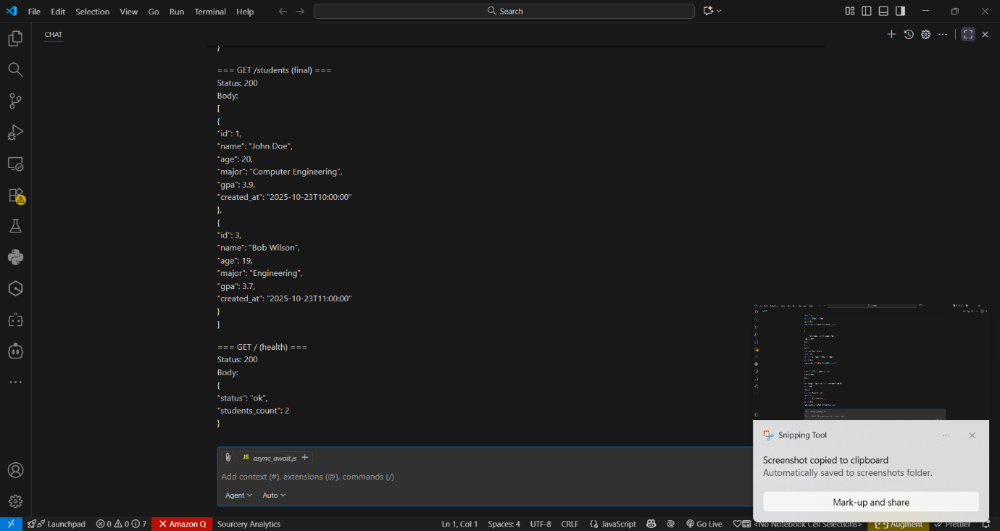 File Edit Selection View Go Run Terminal Help
Search
CHAT
}
=== GET /students (final) ===
Status: 200
Body:
[
{
"id": 1,
"name": "John Doe",
"age": 20,
"major": "Computer Engineering",
"gpa": 3.9,
"created_at": "2025-10-23T10:00:00"
},
{
"id": 3,
"name": "Bob Wilson",
"age": 19,
"major": "Engineering",
"gpa": 3.7,
"created_at": "2025-10-23T11:00:00"
}
]
=== GET / (health) ===
Status: 200
Body:
{
"status": "ok",
"students_count": 2
}
JS async_await.js
Add context (#), extensions (@), commands (/)
Agent Auto
Snipping Tool
Screenshot copied to clipboard
Automatically saved to screenshots folder.
Mark-up and share
Launchpad 0 0 7 Amazon Q Sourcery Analytics Ln 1, Col 1 Spaces: 4 UTF-8 CRLF {} JavaScript Go Live <No Notebook Cell Selections> Augment Prettier